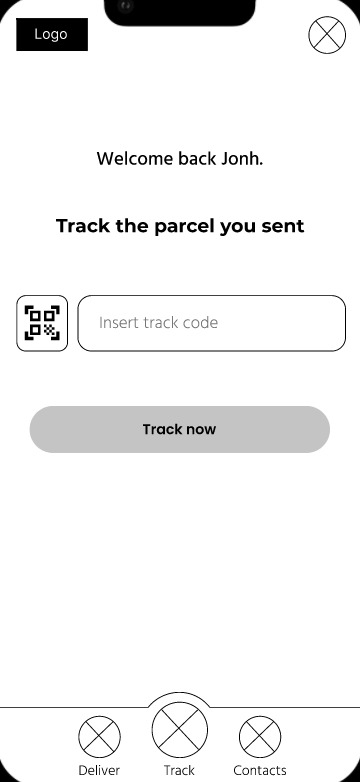 Logo
Welcome back Jonh.
Track the parcel you sent
Insert track code
Track now
Deliver
Track
Contacts